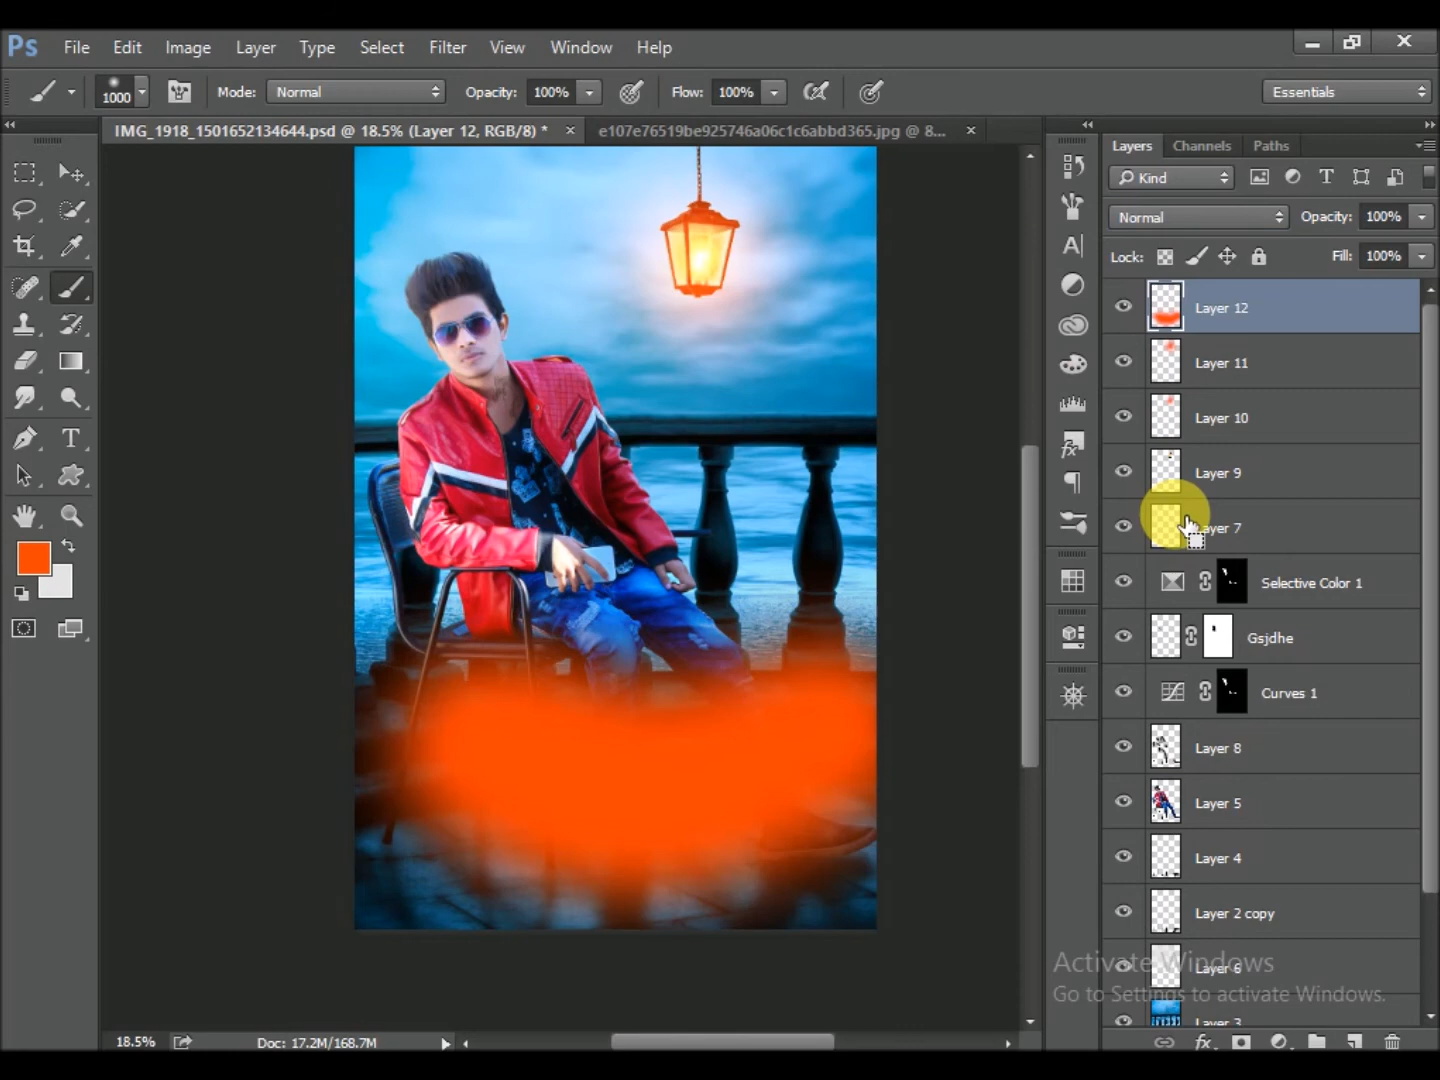 Ps File Edit Image Layer Type Select Filter View Window Help
1000 Mode: Normal Opacity: 100% Flow: 100% Essentials
IMG_1918_1501652134644.psd @ 18.5% (Layer 12, RGB/8) * × e107e76519be925746a06c1c6abbd365.jpg @ 8... ×
Layers Channels Paths
Kind
Normal Opacity: 100%
Lock: Fill: 100%
Layer 12
Layer 11
Layer 10
Layer 9
ayer 7
Selective Color 1
Gsjdhe
Curves 1
Layer 8
Layer 5
Layer 4
Layer 2 copy
Layer 6
Layer 3
Activate Windows
Go to Settings to activate Windows.
18.5% Doc: 17.2M/168.7M